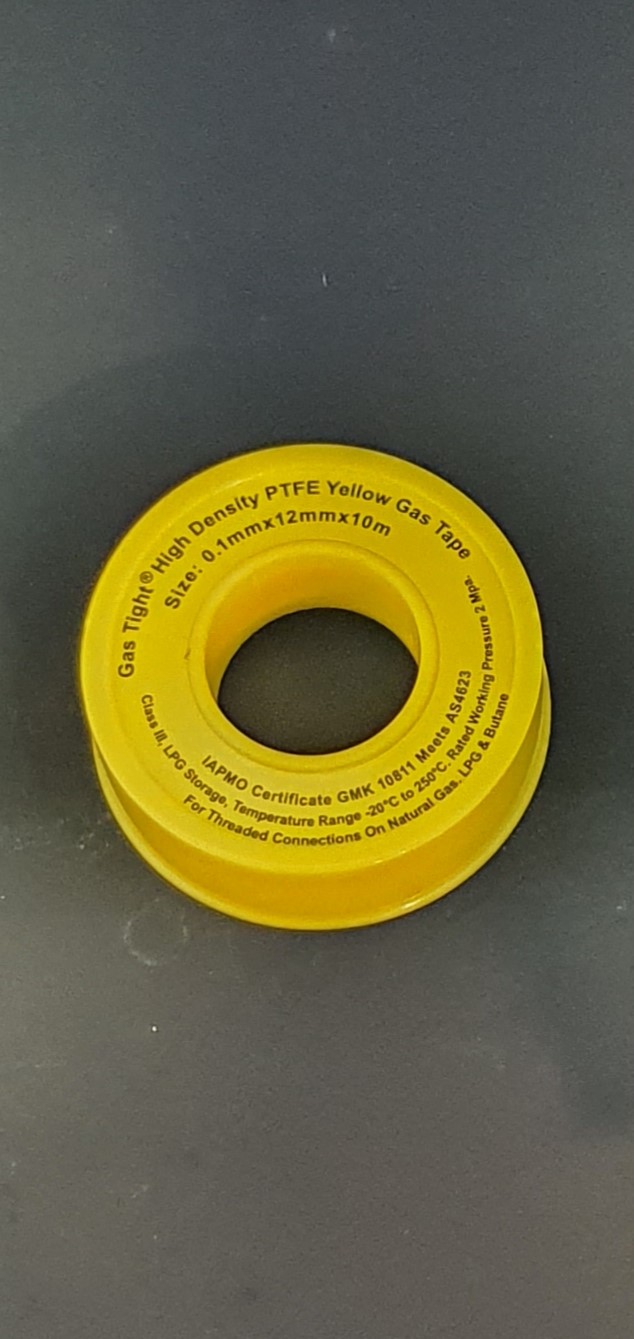 Gas Tight® High Density PTFE Yellow Gas Tape
Size: 0.1mmx12mmx10m
IAPMO Certificate GMK 10811 Meets AS4623
Class III, LPG Storage, Temperature Range -20°C to 250°C. Rated Working Pressure 2 Mpa.
For Threaded Connections On Natural Gas, LPG & Butane